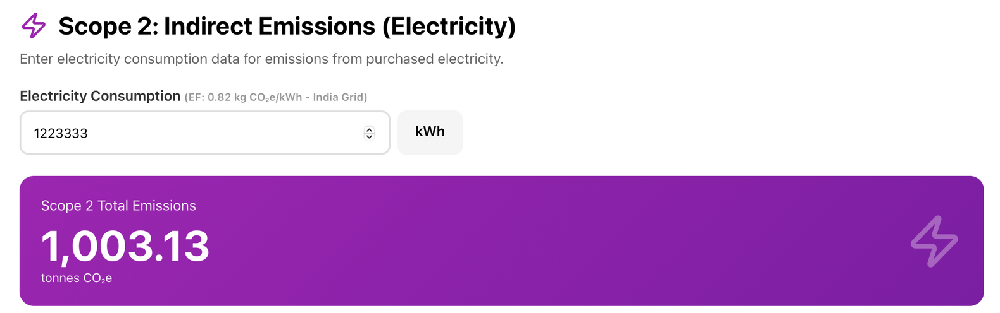 Scope 2: Indirect Emissions (Electricity)
Enter electricity consumption data for emissions from purchased electricity.
Electricity Consumption (EF: 0.82 kg CO₂e/kWh - India Grid)
1223333 kWh
Scope 2 Total Emissions
1,003.13
tonnes CO₂e